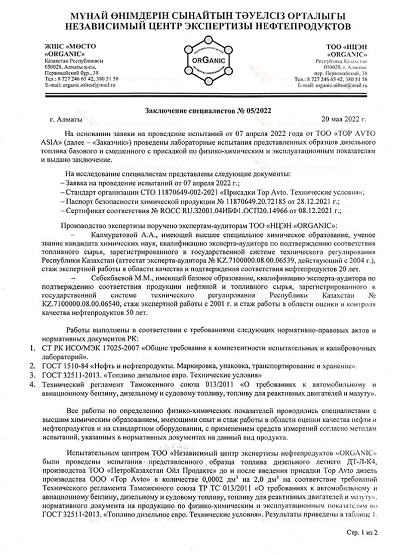 МҰНАЙ ӨНІМДЕРІН СЫНАЙТЫН ТӘУЕЛСІЗ ОРТАЛЫҒЫ
НЕЗАВИСИМЫЙ ЦЕНТР ЭКСПЕРТИЗЫ НЕФТЕПРОДУКТОВ
ЖШС «МӨСТО
«ORGANIC»
Қазақстан Республикасы
050028, Алматы қ-сы,
Первомайский бұр., 38
Тел.: 8 727 246 65 42, 380 51 58
E-mail: organic.oiltest@mail.ru
ORGANIC
ТОО «НЦЭН
«ORGANIC»
Республика Казахстан
050028, г. Алматы,
пер. Первомайский, 38
Тел.: 8 727 246 65 42, 380 51 58
E-mail: organic.oiltest@mail.ru
Заключение специалистов № 05/2022
г. Алматы
20 мая 2022 г.
На основании заявки на проведение испытаний от 07 апреля 2022 года от ТОО «TOP AVTO
ASIA» (далее – «Заказчик») проведены лабораторные испытания представленных образцов дизельного
топлива базового и смешенного с присадкой по физико-химическим и эксплуатационным показателям
и выдано заключение.
На исследование специалистам представлены следующие документы:
– Заявка на проведение испытаний от 07 апреля 2022 г.;
– Стандарт организации СТО 11870649-002-2021 «Присадки Top Avto. Технические условия»;
– Паспорт безопасности химической продукции № 11870649.20.72185 от 28.12.2021 г.;
– Сертификат соответствия № ROCC RU.32001.04ИБФ1.ОСП20.14966 от 08.12.2021 г.;
Производство экспертизы поручено экспертам-аудиторам ТОО «НЦЭН «ORGANIC»:
- Калмуратовой А.А., имеющей высшее специальное химическое образование, ученое
звание кандидата химических наук, квалификацию эксперта-аудитора по подтверждению соответствия
топливного сырья, зарегистрированного в государственной системе технического регулирования
Республики Казахстан (аттестат эксперта-аудитора № KZ.7100000.08.00.06539, действующий с 2004 г.),
стаж экспертной работы в области качества и подтверждения соответствия нефтепродуктов 20 лет.
- Себекбаевой М.М., имеющей базовое образование, квалификацию эксперта-аудитора по
подтверждению соответствия продукции нефтяной и топливного сырья, зарегистрированного в
государственной системе технического регулирования Республики Казахстан №
KZ.7100000.08.00.06540, стаж экспертной работы с 2001 г. и стаж работы в области оценки и контроля
качества нефтепродуктов 50 лет.
Работы выполнены в соответствии с требованиями следующих нормативно-правовых актов и
нормативных документов РК:
1. СТ РК ИСО/МЭК 17025-2007 «Общие требования к компетентности испытательных и калибровочных
лабораторий».
2. ГОСТ 1510-84 «Нефть и нефтепродукты. Маркировка, упаковка, транспортирование и хранение».
3. ГОСТ 32511-2013. «Топливо дизельное евро. Технические условия»
4. Технический регламент Таможенного союза 013/2011 «О требованиях к автомобильному и
авиационному бензину, дизельному и судовому топливу, топливу для реактивных двигателей и мазуту».
Все работы по определению физико-химических показателей проводились специалистами с
высшим химическим образованием, имеющими опыт и стаж работы в области оценки качества нефти и
нефтепродуктов и на стандартном оборудовании, с применением средств измерений согласно методам
испытаний, указанных в нормативных документах на данный вид продукта.
Испытательным центром ТОО «Независимый центр экспертизы нефтепродуктов «ORGANIC»
были проведены испытания представленного образца топлива дизельного летнего ДТ-Л-К4,
производства ТОО «ПетроКазахстан Ойл Продактс» до и после введения присадки Top Avto дизель
производства ООО «Top Avto» в количестве 0,0002 дм³ на 2,0 дм³ на соответствие требований
Технического регламента Таможенного союза ТР ТС 013/2011 «О требованиях к автомобильному и
авиационному бензину, дизельному и судовому топливу, топливу для реактивных двигателей и мазуту»,
нормативного документа на продукцию по физико-химическим и эксплуатационным показателям по
ГОСТ 32511-2013. «Топливо дизельное евро. Технические условия». Результаты приведены в таблице 1.
Стр. 1 из 2